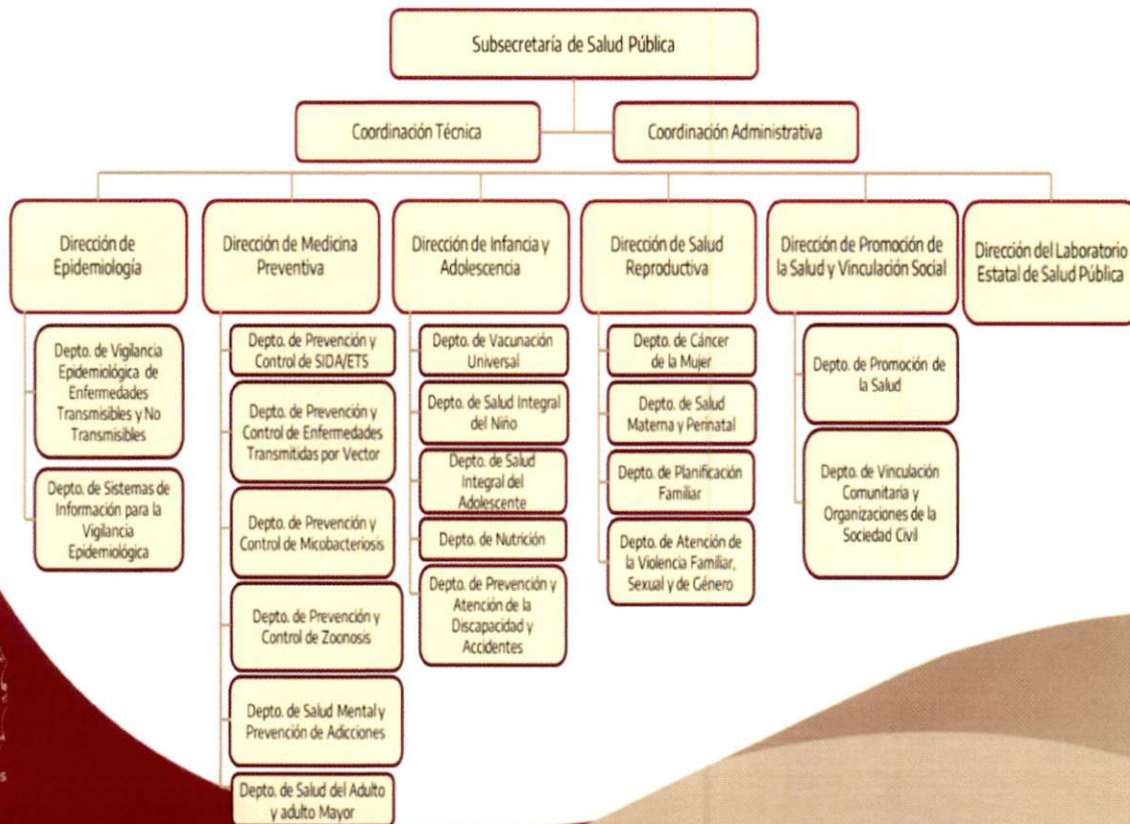 Subsecretaría de Salud Pública
Coordinación Técnica
Coordinación Administrativa
Dirección de
Epidemiología
Dirección de Medicina
Preventiva
Dirección de Infancia y
Adolescencia
Dirección de Salud
Reproductiva
Dirección de Promoción de
la Salud y Vinculación Social
Dirección del Laboratorio
Estatal de Salud Pública
Depto. de Vigilancia
Epidemiológica de
Enfermedades
Transmisibles y No
Transmisibles
Depto. de Sistemas de
Información para la
Vigilancia
Epidemiológica
Depto. de Prevención y
Control de SIDA/ETS
Depto. de Prevención y
Control de Enfermedades
Transmitidas por Vector
Depto. de Prevención y
Control de Micobacteriosis
Depto. de Prevención y
Control de Zoonosis
Depto. de Salud Mental y
Prevención de Adicciones
Depto. de Salud del Adulto
y adulto Mayor
Depto. de Vacunación
Universal
Depto. de Salud Integral
del Niño
Depto. de Salud
Integral del
Adolescente
Depto. de Nutrición
Depto. de Prevención y
Atención de la
Discapacidad y
Accidentes
Depto. de Cáncer
de la Mujer
Depto. de Salud
Materna y Perinatal
Depto. de Planificación
Familiar
Depto. de Atención de
la Violencia Familiar,
Sexual y de Género
Depto. de Promoción de
la Salud
Depto. de Vinculación
Comunitaria y
Organizaciones de la
Sociedad Civil